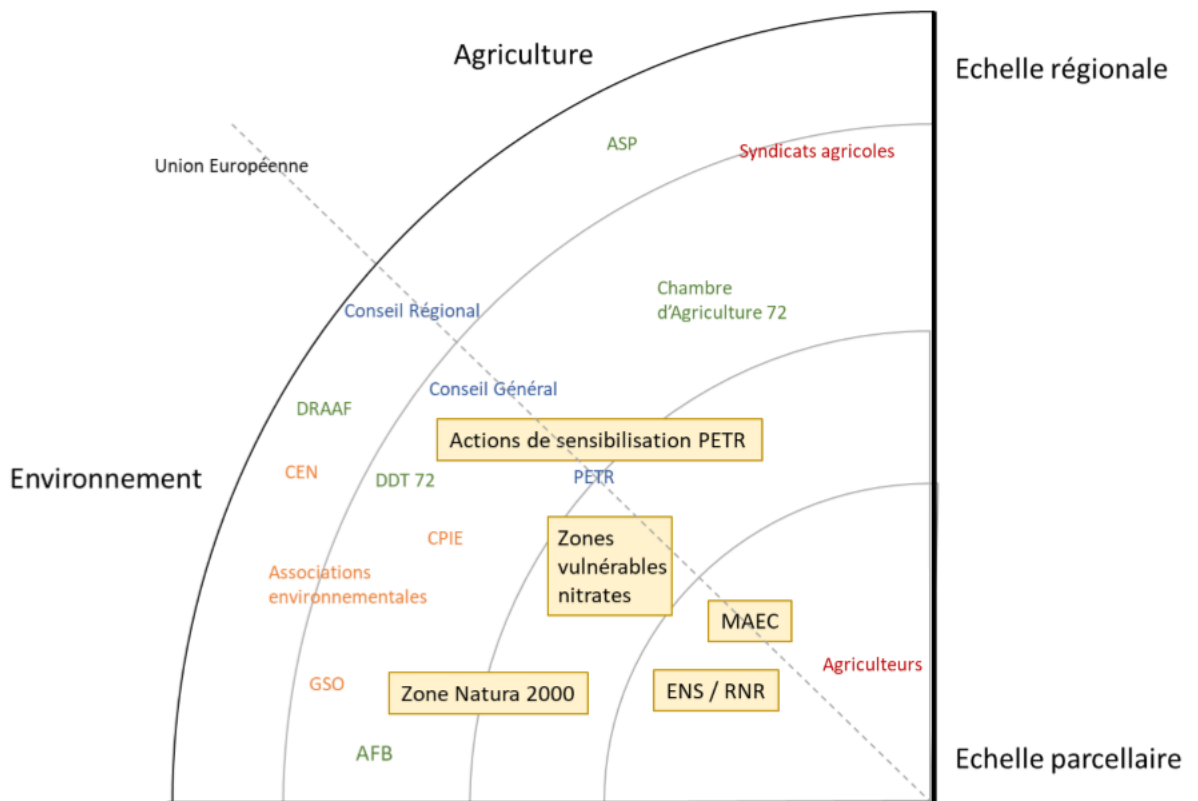 Agriculture
Echelle régionale
ASP
Syndicats agricoles
Union Européenne
Chambre
d'Agriculture 72
Conseil Régional
Conseil Général
DRAAF
Actions de sensibilisation PETR
Environnement
CEN
DDT 72
PETR
CPIE
Zones
vulnérables
nitrates
Associations
environnementales
MAEC
Agriculteurs
GSO
Zone Natura 2000
ENS / RNR
AFB
Echelle parcellaire